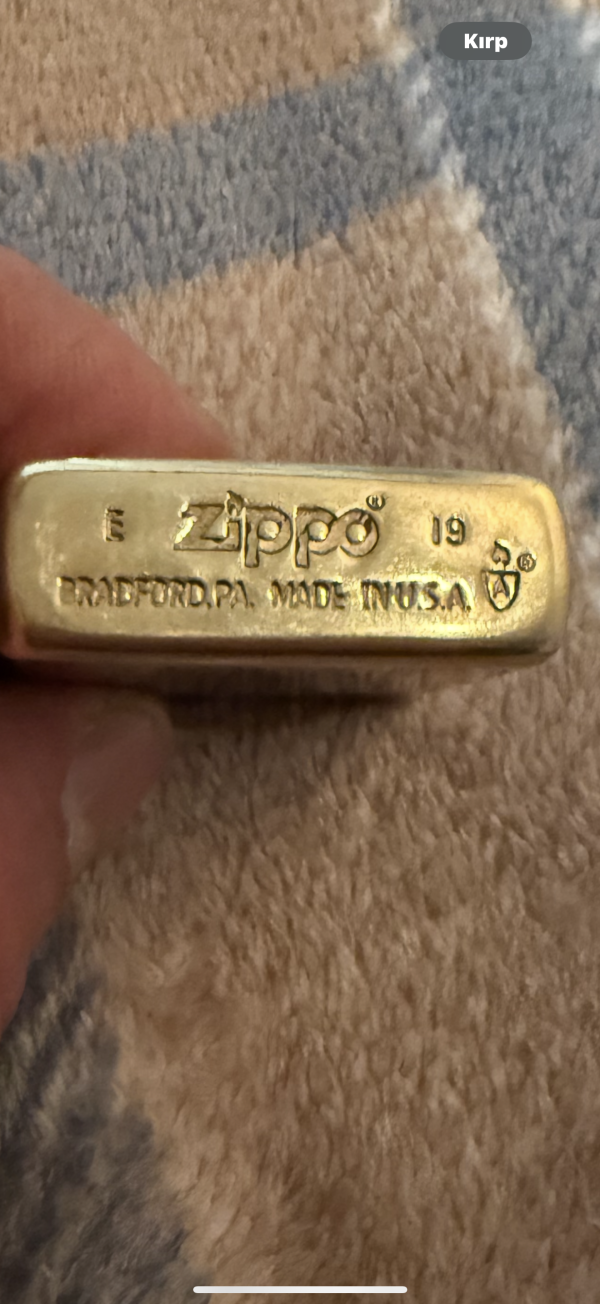 Kırp
E zippo® 19
BRADFORD, PA. MADE IN U.S.A. A®